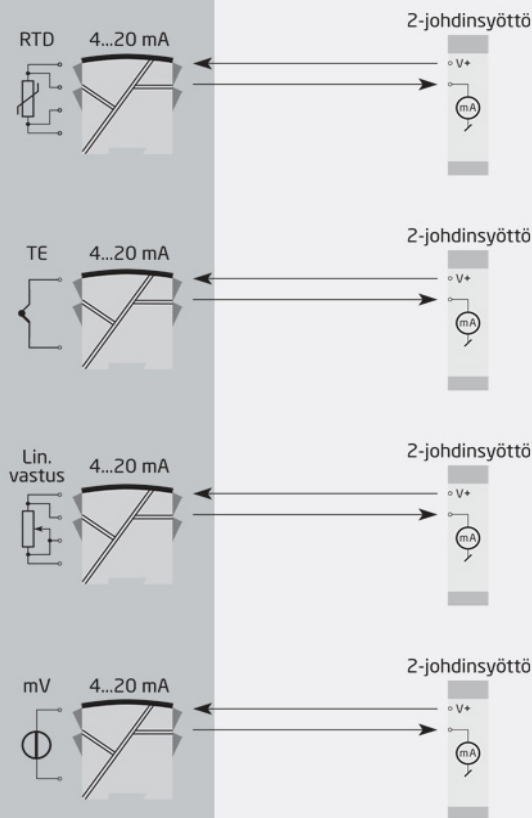 2-johdinsyöttö
RTD 4...20 mA
V+
mA
2-johdinsyöttö
TE 4...20 mA
V+
mA
2-johdinsyöttö
Lin.
vastus 4...20 mA
V+
mA
2-johdinsyöttö
mV 4...20 mA
V+
mA